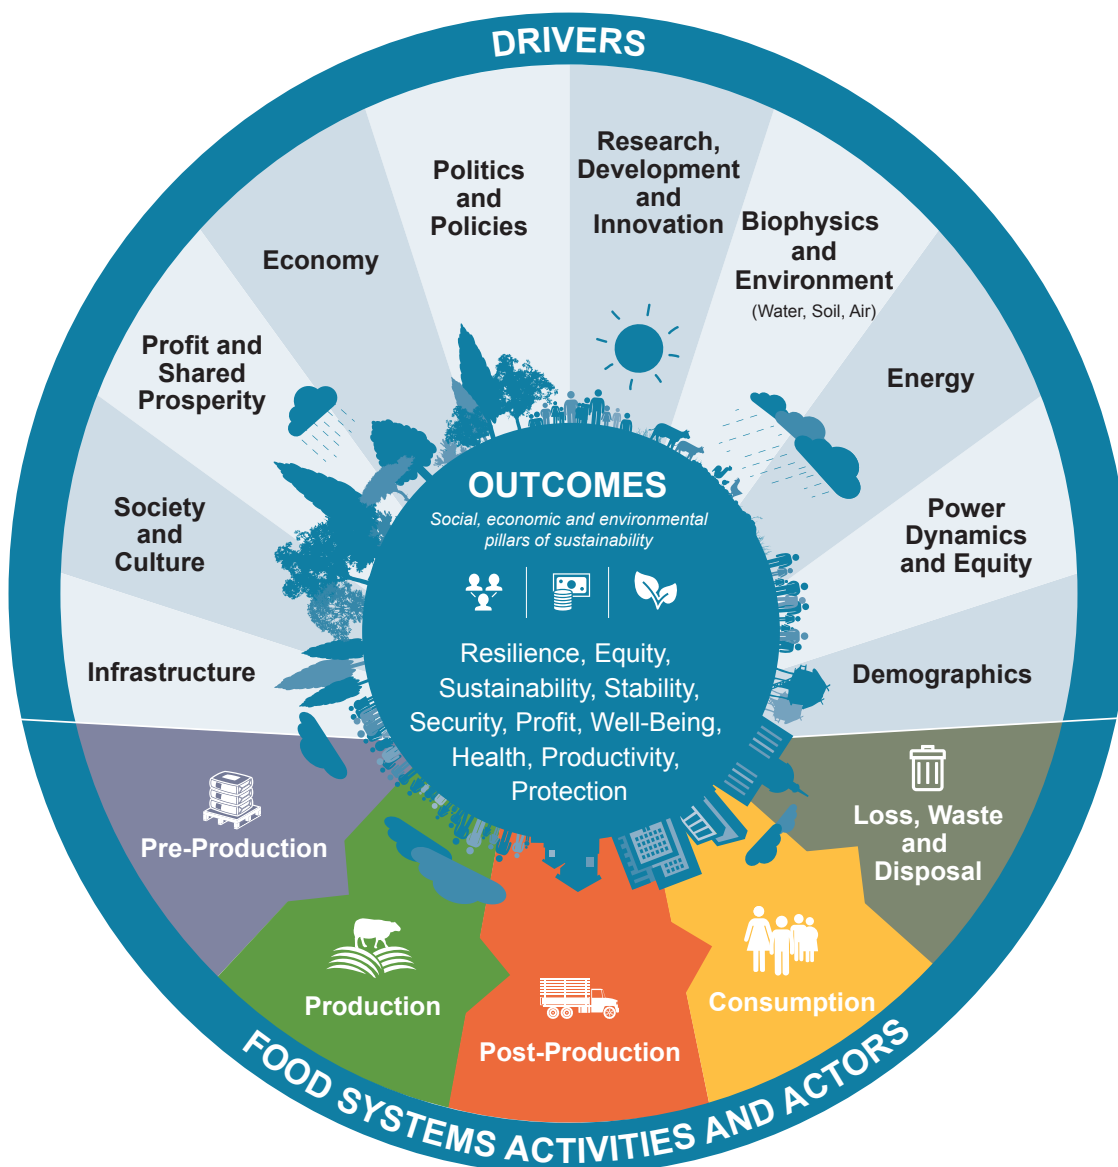 DRIVERS
Politics
and
Policies
Research,
Development
and
Innovation
Biophysics
and
Environment
(Water, Soil, Air)
Economy
Energy
Profit and
Shared
Prosperity
Power
Dynamics
and Equity
Society
and
Culture
Infrastructure
Demographics
OUTCOMES
Social, economic and environmental
pillars of sustainability
Resilience, Equity,
Sustainability, Stability,
Security, Profit, Well-Being,
Health, Productivity,
Protection
Pre-Production
Production
Post-Production
Consumption
Loss, Waste
and
Disposal
FOOD SYSTEMS ACTIVITIES AND ACTORS